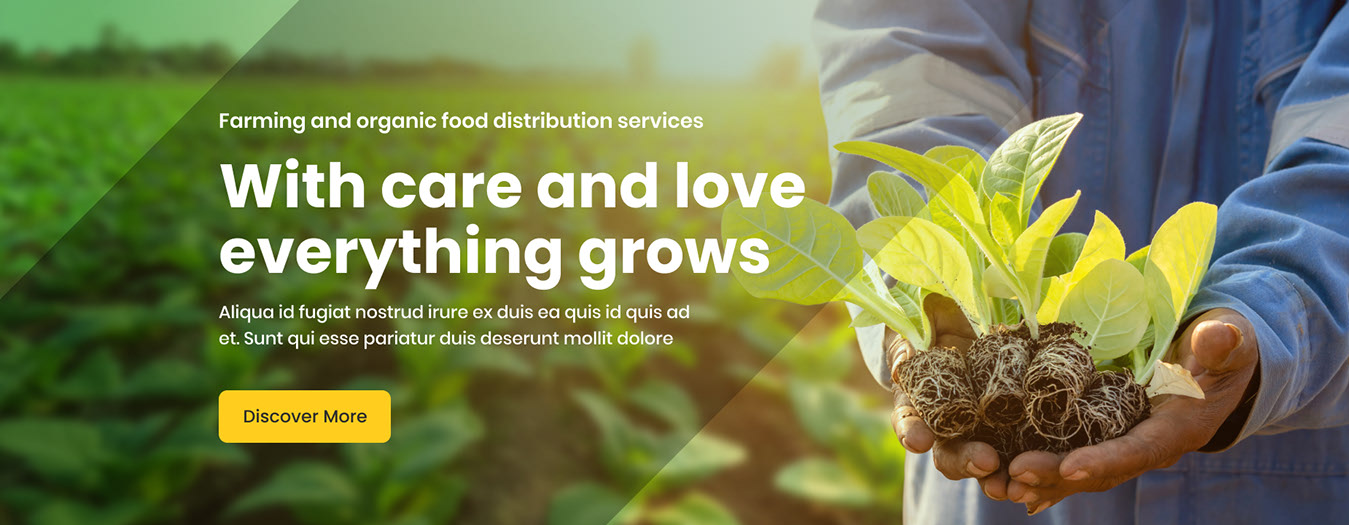 Farming and organic food distribution services
With care and love
everything grows
Aliqua id fugiat nostrud irure ex duis ea quis id quis ad
et. Sunt qui esse pariatur duis deserunt mollit dolore
Discover More